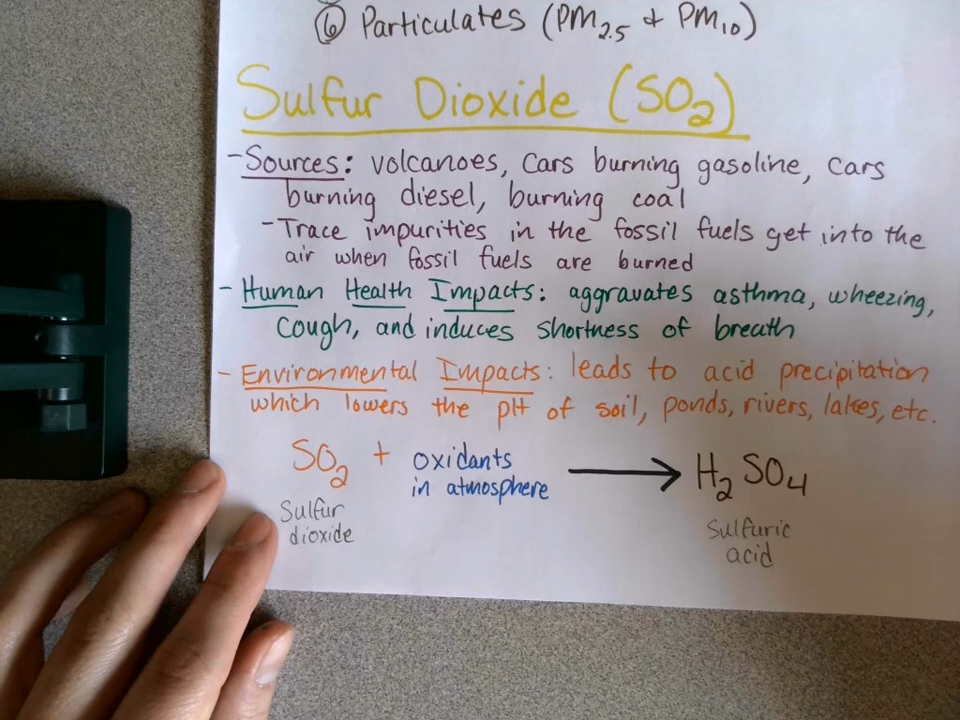 ⑥ Particulates (PM2.5 + PM10)
Sulfur Dioxide (SO2)
- Sources: volcanoes, cars burning gasoline, cars
burning diesel, burning coal
- Trace impurities in the fossil fuels get into the
air when fossil fuels are burned
- Human Health Impacts: aggravates asthma, wheezing,
cough, and induces shortness of breath
- Environmental Impacts: leads to acid precipitation
which lowers the pH of soil, ponds, rivers, lakes, etc.
SO2 + oxidants in atmosphere → H2SO4
Sulfur dioxide
Sulfuric acid